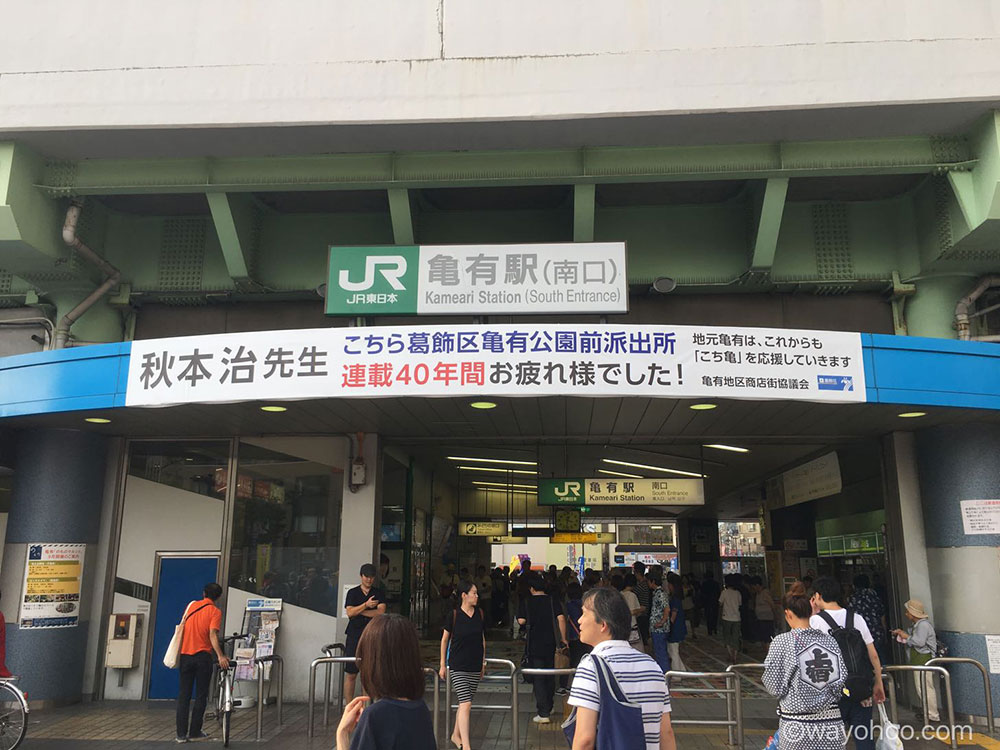 JR
JR東日本
亀有駅(南口)
Kameari Station (South Entrance)
秋本治先生
こちら葛飾区亀有公園前派出所
連載40年間お疲れ様でした!
地元亀有は、これからも
「こち亀」を応援していきます
亀有地区商店街協議会
JR 亀有駅 南口
Kameari Station South Entrance
©wayohoo.com